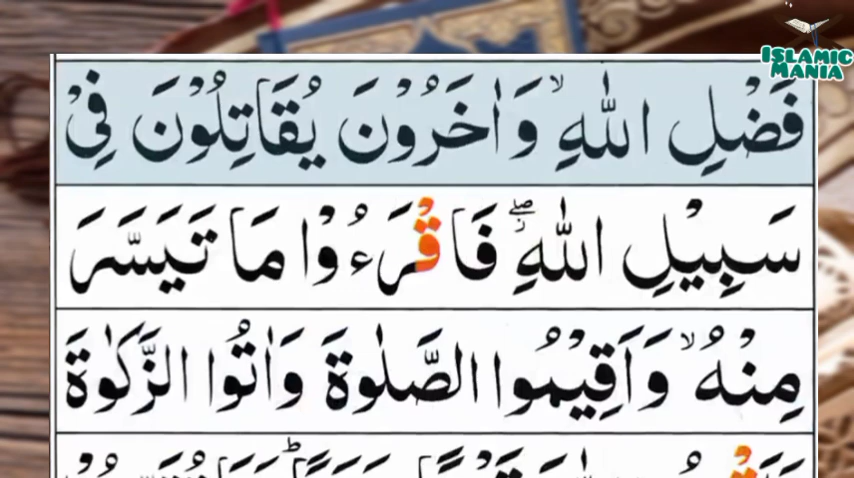 ISLAMIC
MANIA
فَضْلِ اللّٰهِ ۙ وَاٰخَرُوْنَ يُقَاتِلُوْنَ فِيْ
سَبِيْلِ اللّٰهِ ۖ ز فَاقْرَءُوْا مَا تَيَسَّرَ
مِنْهُ ۙ وَاَقِيْمُوا الصَّلٰوةَ وَاٰتُوا الزَّكٰوةَ